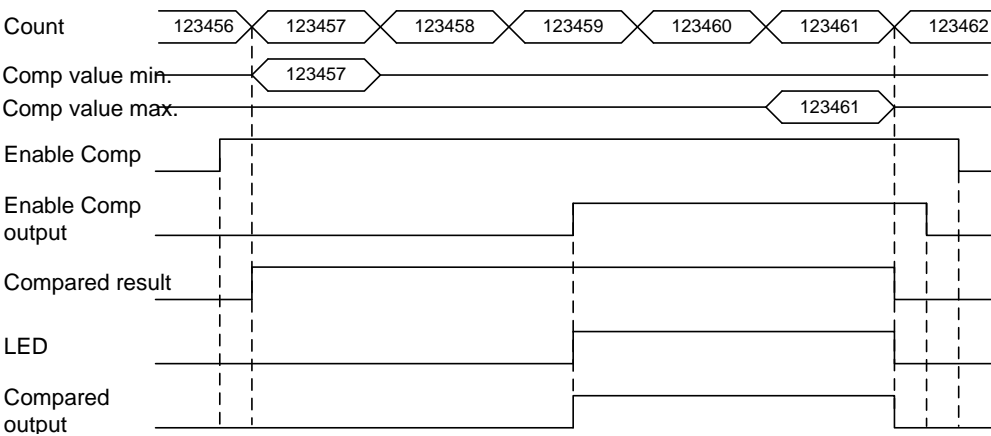 Count 123456 123457 123458 123459 123460 123461 123462
Comp value min. 123457
Comp value max. 123461
Enable Comp
Enable Comp
output
Compared result
LED
Compared
output